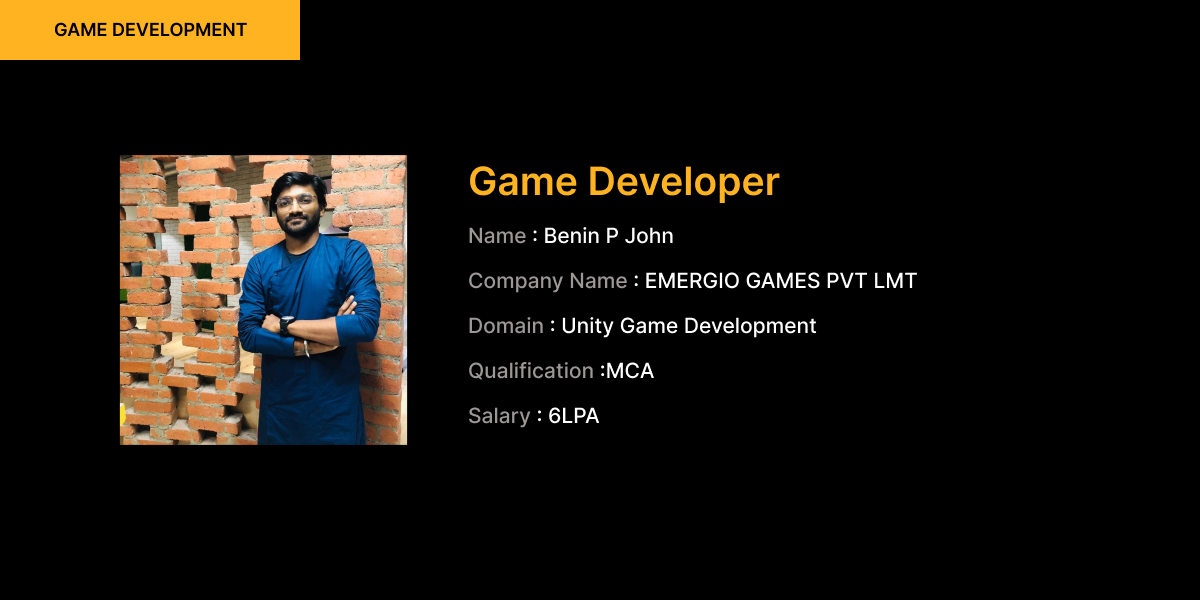 GAME DEVELOPMENT
Game Developer
Name : Benin P John
Company Name : EMERGIO GAMES PVT LMT
Domain : Unity Game Development
Qualification :MCA
Salary : 6LPA